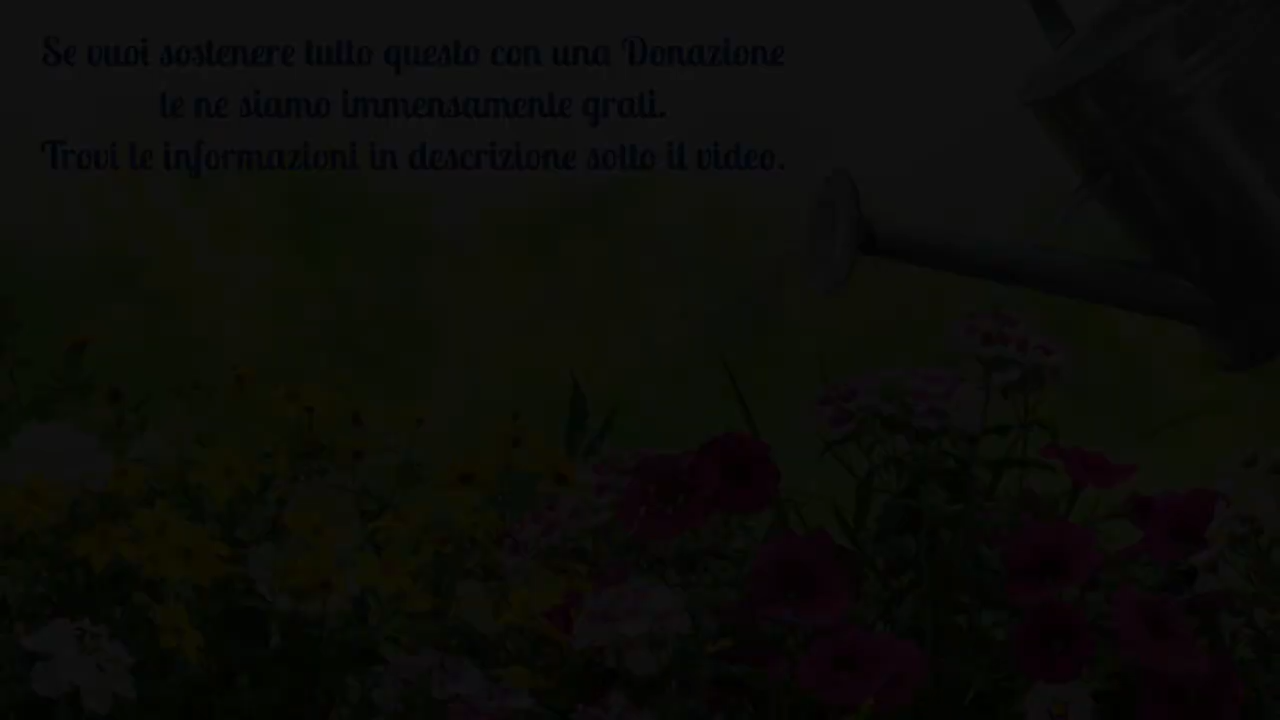 Se vuoi sostenere tutto questo con una Donazione
te ne siamo immensamente grati.
Trovi le informazioni in descrizione sotto il video.